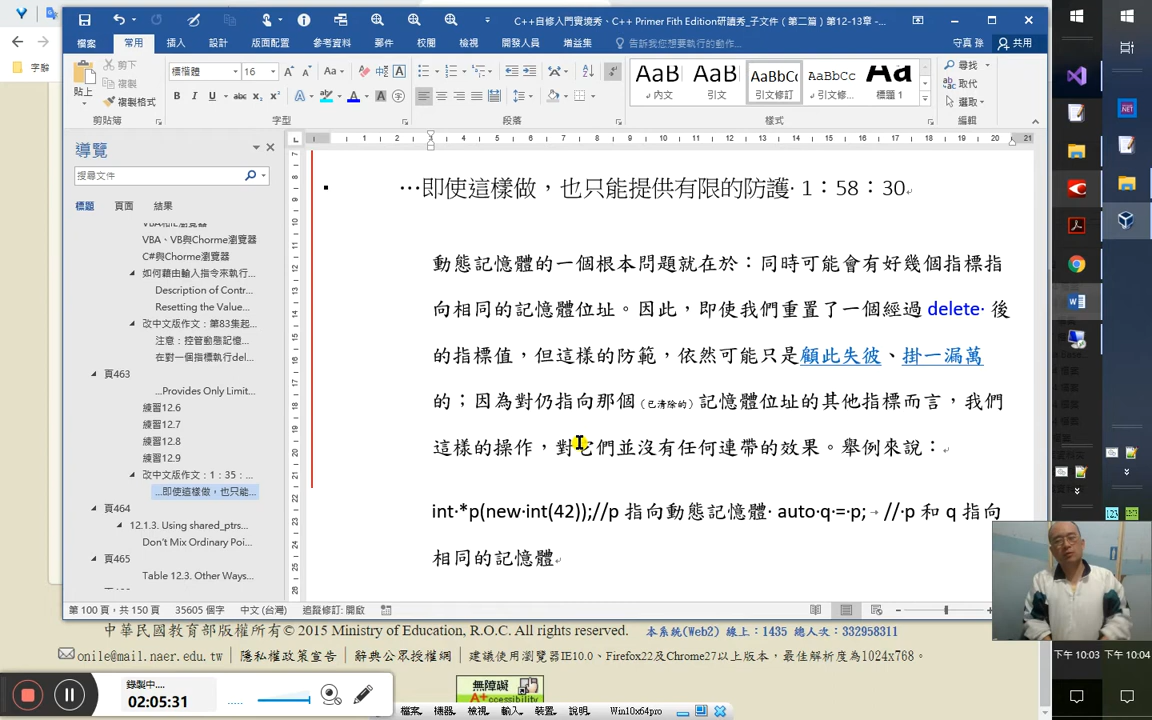 C++自修入門實境秀、C++ Primer Fith Edition研讀秀_子文件（第二篇）12-13章 -...
檔案 常用 插入 設計 版面配置 參考資料 郵件 校閱 檢視 開發人員 增益集 告訴我您想要執行的動作... 守真 孫 共用
字齡
貼上 剪下 複製 複製格式
標楷體 16
AaBb AaBb AaBbCc AaBbCc AaBb
內文 引文 引文修訂 引文修... 標題 1
尋找 取代 選取
剪貼簿 字型 段落 樣式 編輯
導覽
搜尋文件
標題 頁面 結果
VBA、VB與Chorme瀏覽器
C#與Chrome瀏覽器
如何藉由輸入指令來執行...
Description of Contr...
Resetting the Value...
改中文版作文：第83集起...
注意：控管動態記憶...
在對一個指標執行del...
頁463
...Provides Only Limit...
練習12.6
練習12.7
練習12.8
練習12.9
改中文版作文：1：35：...
...即使這樣做，也只能...
頁464
12.1.3. Using shared_ptrs...
Don't Mix Ordinary Poi...
頁465
Table 12.3. Other Ways...
…即使這樣做，也只能提供有限的防護 1：58：30
動態記憶體的一個根本問題就在於：同時可能會有好幾個指標指
向相同的記憶體位址。因此，即使我們重置了一個經過 delete 後
的指標值，但這樣的防範，依然可能只是顧此失彼、掛一漏萬
的；因為對仍指向那個（已清除的）記憶體位址的其他指標而言，我們
這樣的操作，對它們並沒有任何連帶的效果。舉例來說：
int *p(new int(42));//p 指向動態記憶體 auto q = p; // p 和 q 指向
相同的記憶體
第 100 頁，共 150 頁 35605 個字 中文 (台灣) 追蹤修訂: 開啟
中華民國教育部版權所有© 2015 Ministry of Education, R.O.C. All rights reserved. 本系統(Web2) 線上：1435 總人次：332958311
onile@mail.naer.edu.tw │ 隱私權政策宣告 │ 辭典公眾授權網 │ 建議使用瀏覽器IE10.0、Firefox22及Chrome27以上版本，最佳解析度為1024x768。
無障礙
A+ccessibility
錄製中...
02:05:31
檔案, 機器, 檢視, 輸入, 裝置, 說明, Win10x64pro
下午 10:03 下午 10:04